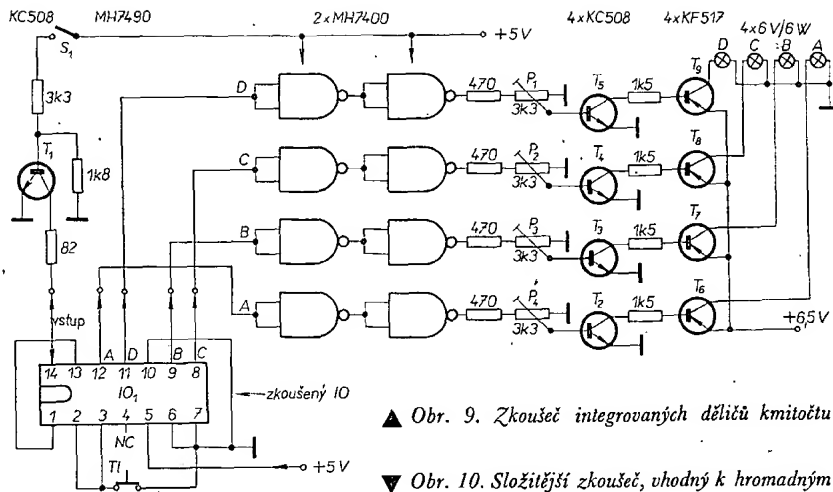 KC508 MH7490 2×MH7400 4×KC508 4×KF517
4×6V/6W
S1 +5V D C B A
3k3 D 470 P1 3k3 T5 1k5 T9
T1 1k8 C 470 P2 3k3 T4 1k5 T8
82 B 470 P3 3k3 T3 1k5 T7
vstup A 470 P4 3k3 T2 1k5 T6
+6,5V
A D B C
14 13 12 11 10 9 8
IO1 zkoušený IO
1 2 3 4 5 6 7
NC
Tl +5V
▲ Obr. 9. Zkoušeč integrovaných děličů kmitočtu
▼ Obr. 10. Složitější zkoušeč, vhodný k hromadným